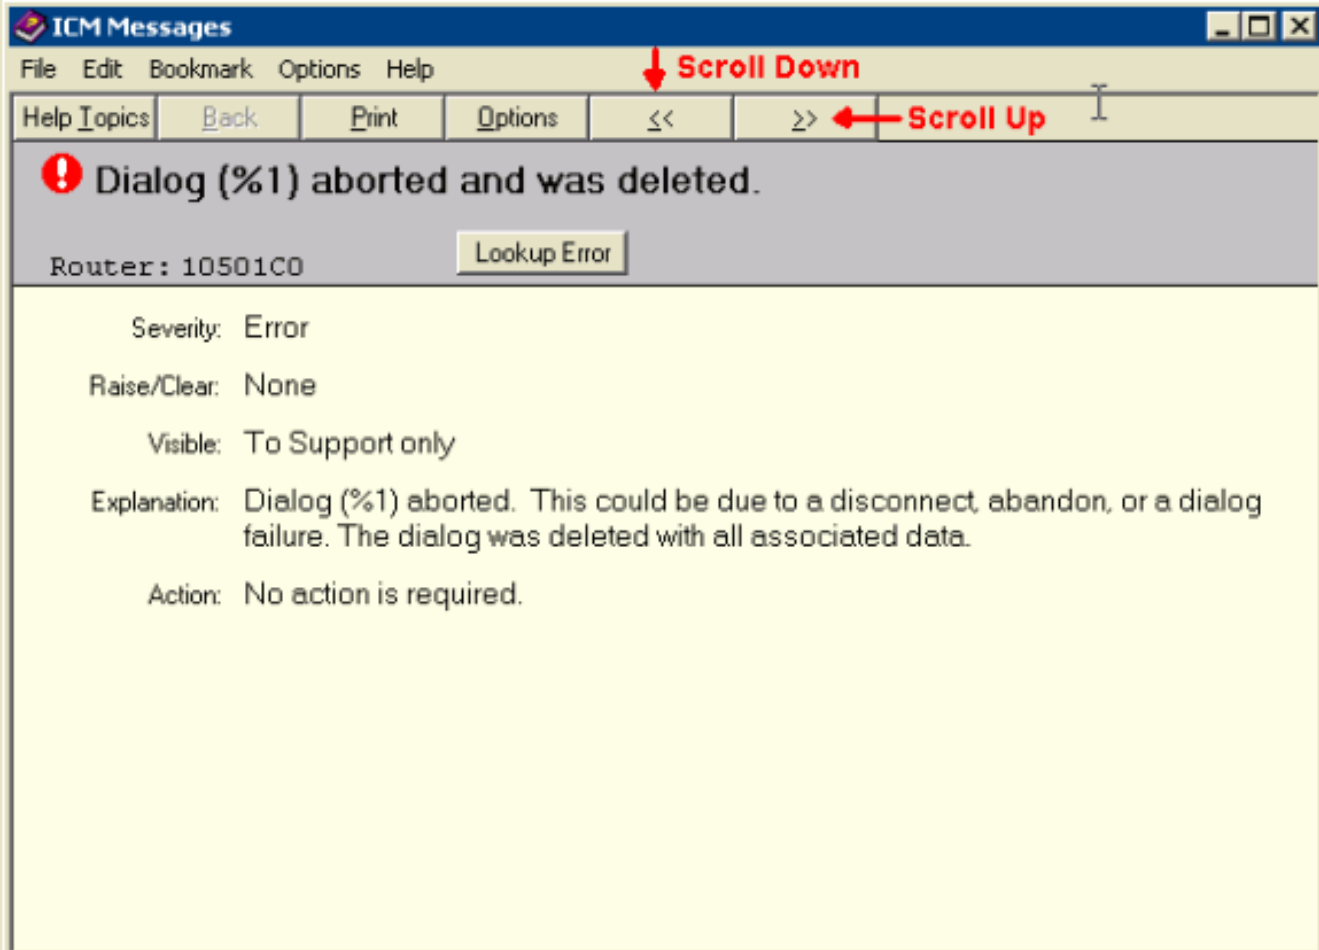 ICM Messages
File Edit Bookmark Options Help
Scroll Down
Help Topics Back Print Options << >> Scroll Up
Dialog (%1) aborted and was deleted.
Router: 10501C0 Lookup Error
Severity: Error
Raise/Clear: None
Visible: To Support only
Explanation: Dialog (%1) aborted. This could be due to a disconnect, abandon, or a dialog
failure. The dialog was deleted with all associated data.
Action: No action is required.